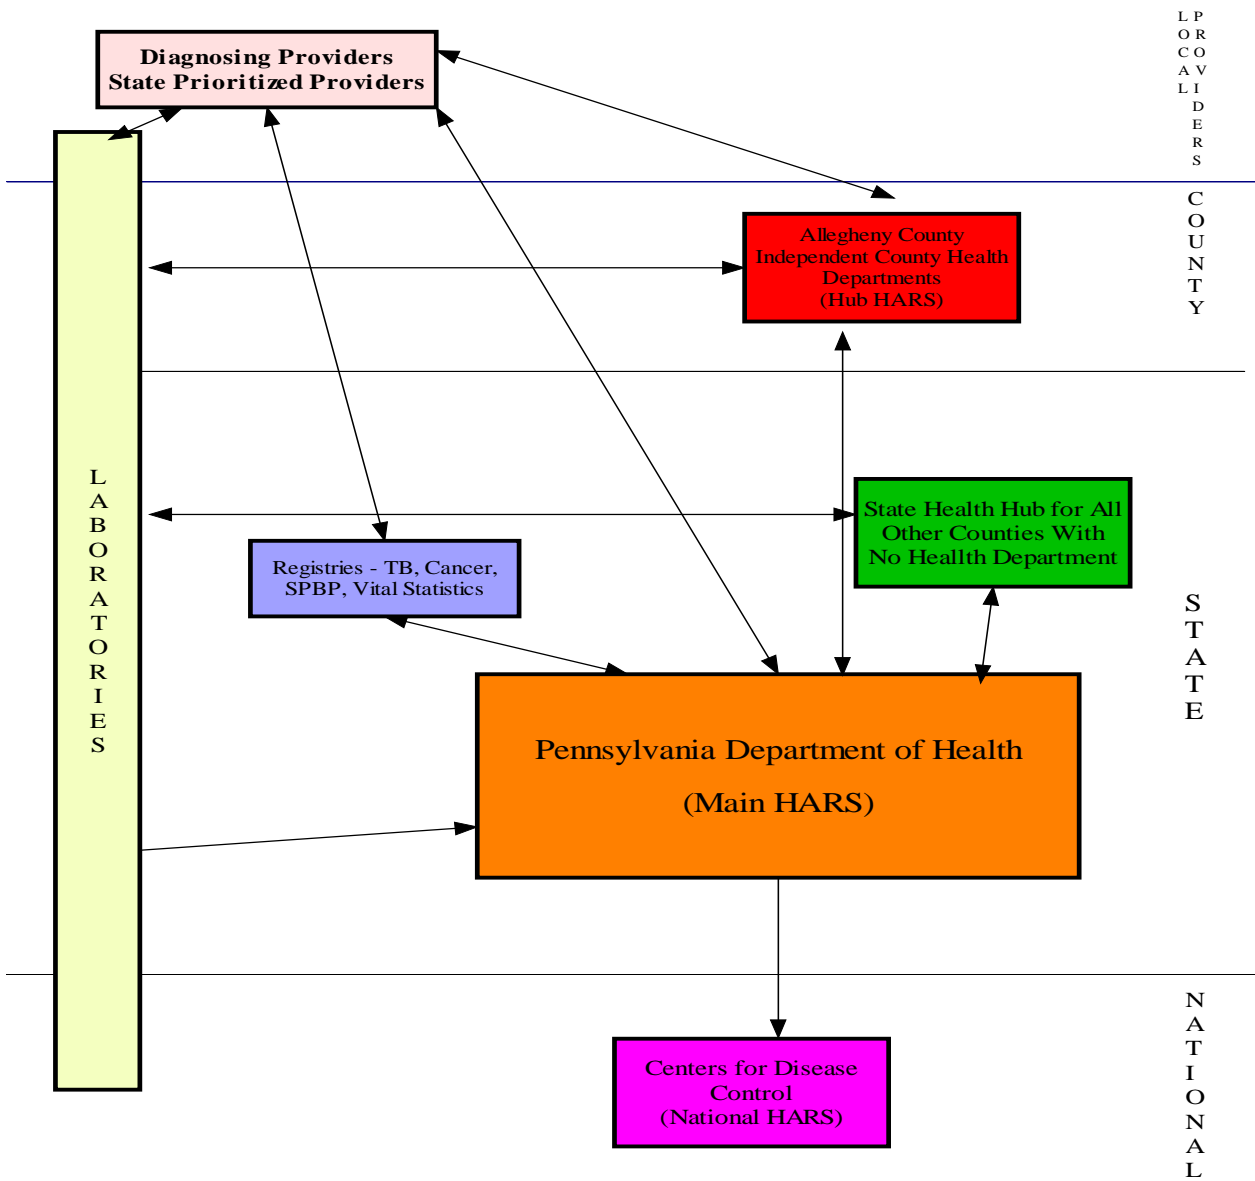 LOCAL
PROVIDERS
Diagnosing Providers
State Prioritized Providers
COUNTY
Allegheny County
Independent County Health
Departments
(Hub HARS)
LABORATORIES
State Health Hub for All
Other Counties With
No Heallth Department
Registries - TB, Cancer,
SPBP, Vital Statistics
STATE
Pennsylvania Department of Health
(Main HARS)
NATIONAL
Centers for Disease
Control
(National HARS)